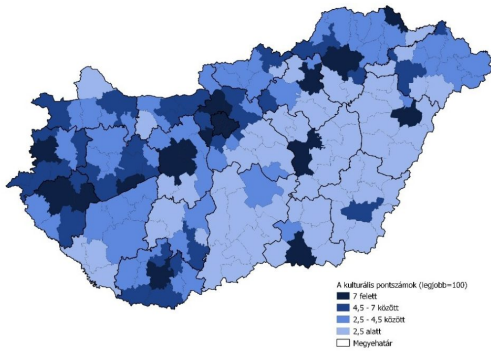 A kulturális pontszámok (legjobb=100)
7 felett
4,5 - 7 között
2,5 - 4,5 között
2,5 alatt
Megyehatár